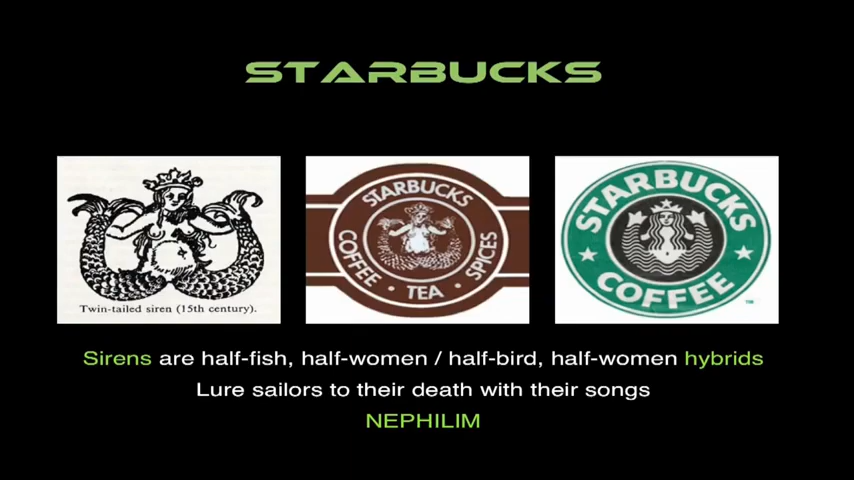 STARBUCKS
Twin-tailed siren (15th century).
STARBUCKS
COFFEE • TEA • SPICES
STARBUCKS
COFFEE
TM
Sirens are half-fish, half-women / half-bird, half-women hybrids
Lure sailors to their death with their songs
NEPHILIM